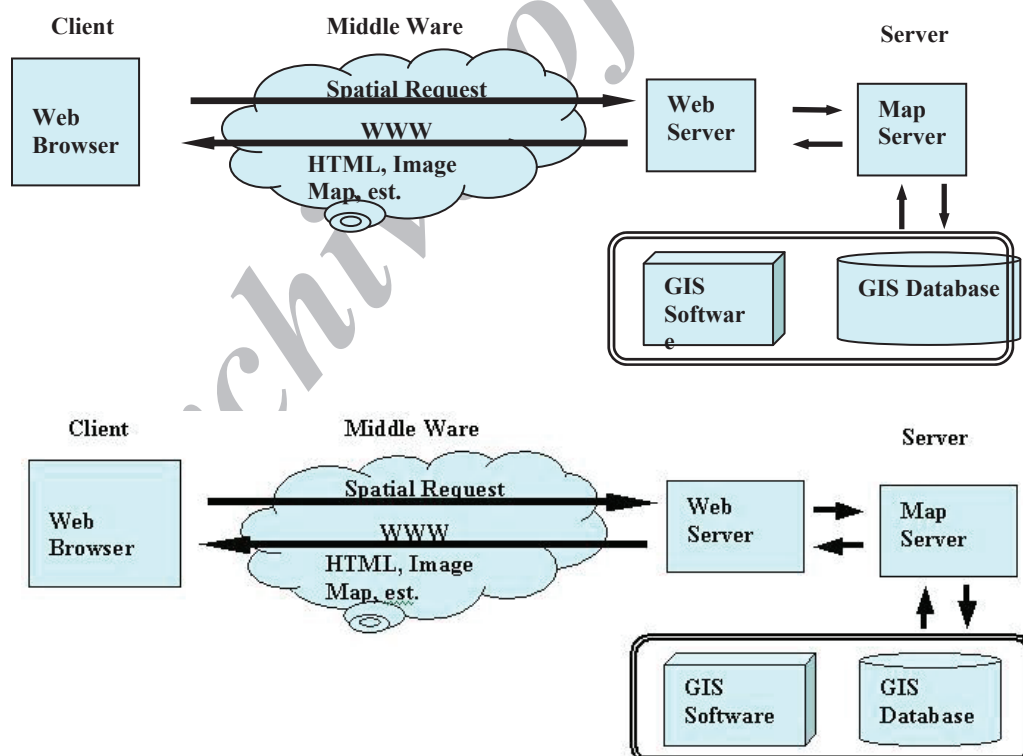 Client
Middle Ware
Server
Spatial Request
WWW
HTML, Image
Map, est.
Web
Browser
Web
Server
Map
Server
GIS
Softwar
e
GIS Database
Client
Middle Ware
Server
Spatial Request
WWW
HTML, Image
Map, est.
Web
Browser
Web
Server
Map
Server
GIS
Software
GIS
Database